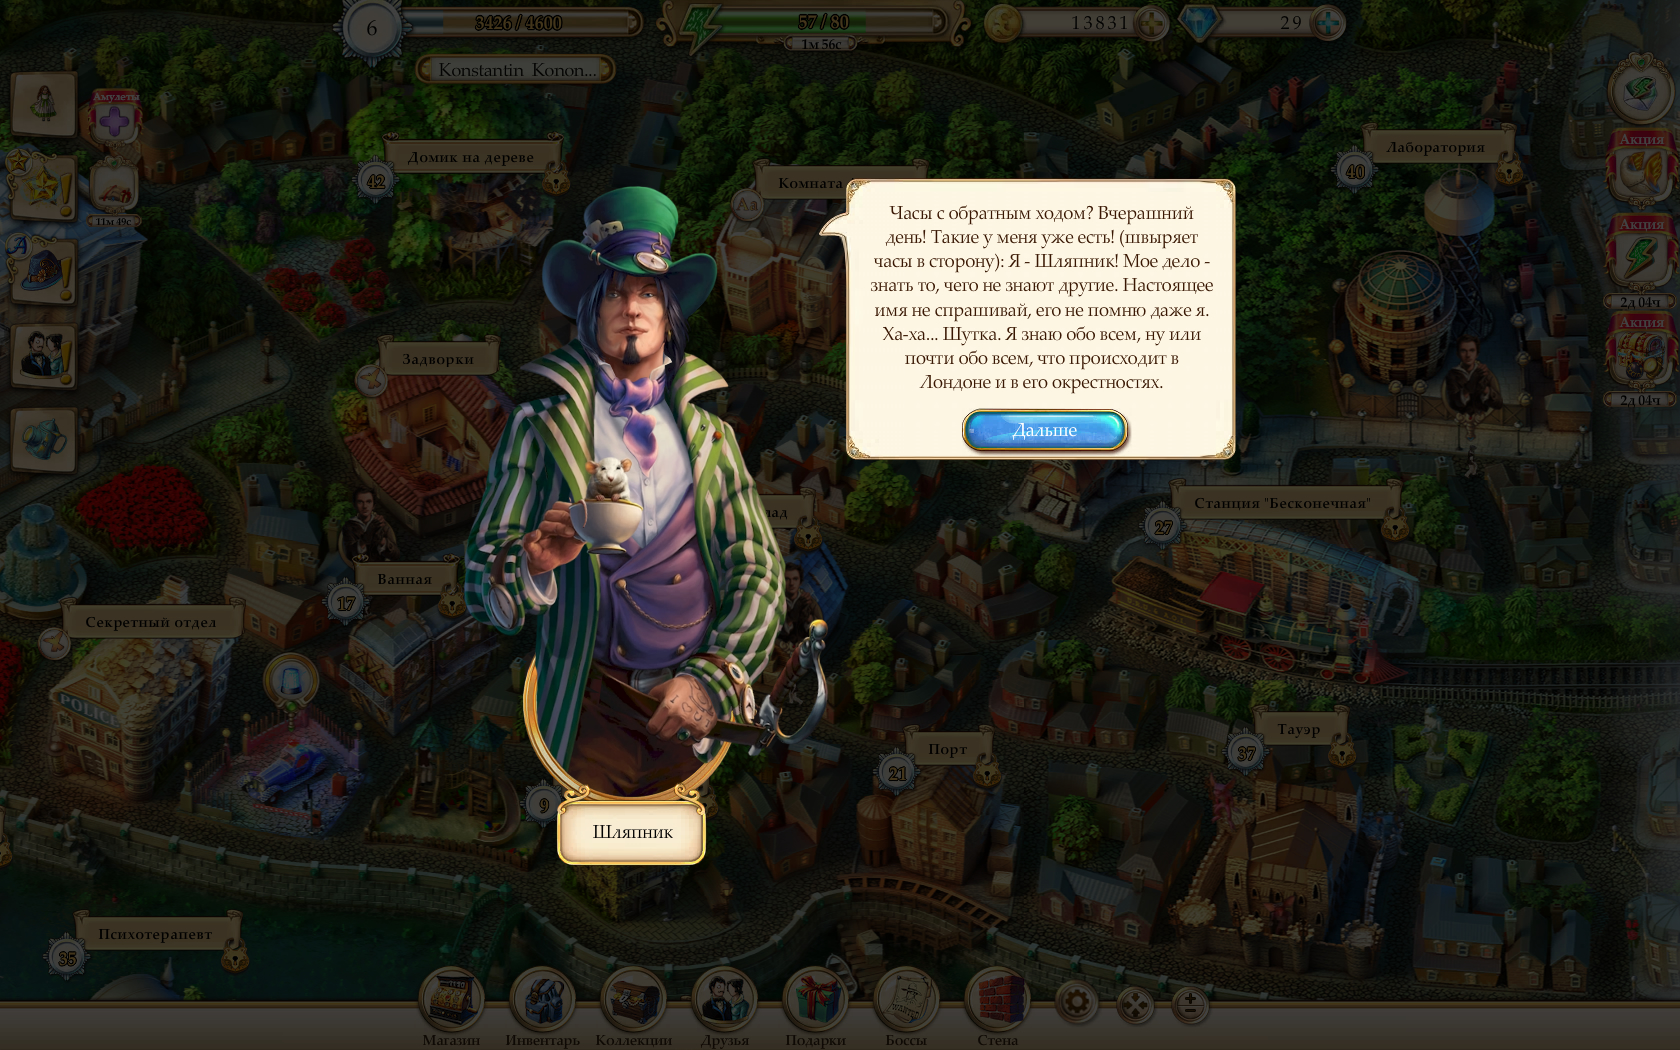 6
3426 / 4600
57 / 80
1м 56с
13831
29
Konstantin Konon...
Амулеты
11м 49с
Домик на дереве
42
Комната
Aa
Лаборатория
40
Акция
Акция
2д 04ч
Акция
2д 04ч
Часы с обратным ходом? Вчерашний
день! Такие у меня уже есть! (швыряет
часы в сторону): Я - Шляпник! Мое дело -
знать то, чего не знают другие. Настоящее
имя не спрашивай, его не помню даже я.
Ха-ха... Шутка. Я знаю обо всем, ну или
почти обо всем, что происходит в
Лондоне и в его окрестностях.
Дальше
Задворки
Станция "Бесконечная"
27
Ванная
17
Секретный отдел
POLICE
Порт
21
Тауэр
37
9
Шляпник
Психотерапевт
35
Магазин
Инвентарь
Коллекции
Друзья
Подарки
Боссы
Стена